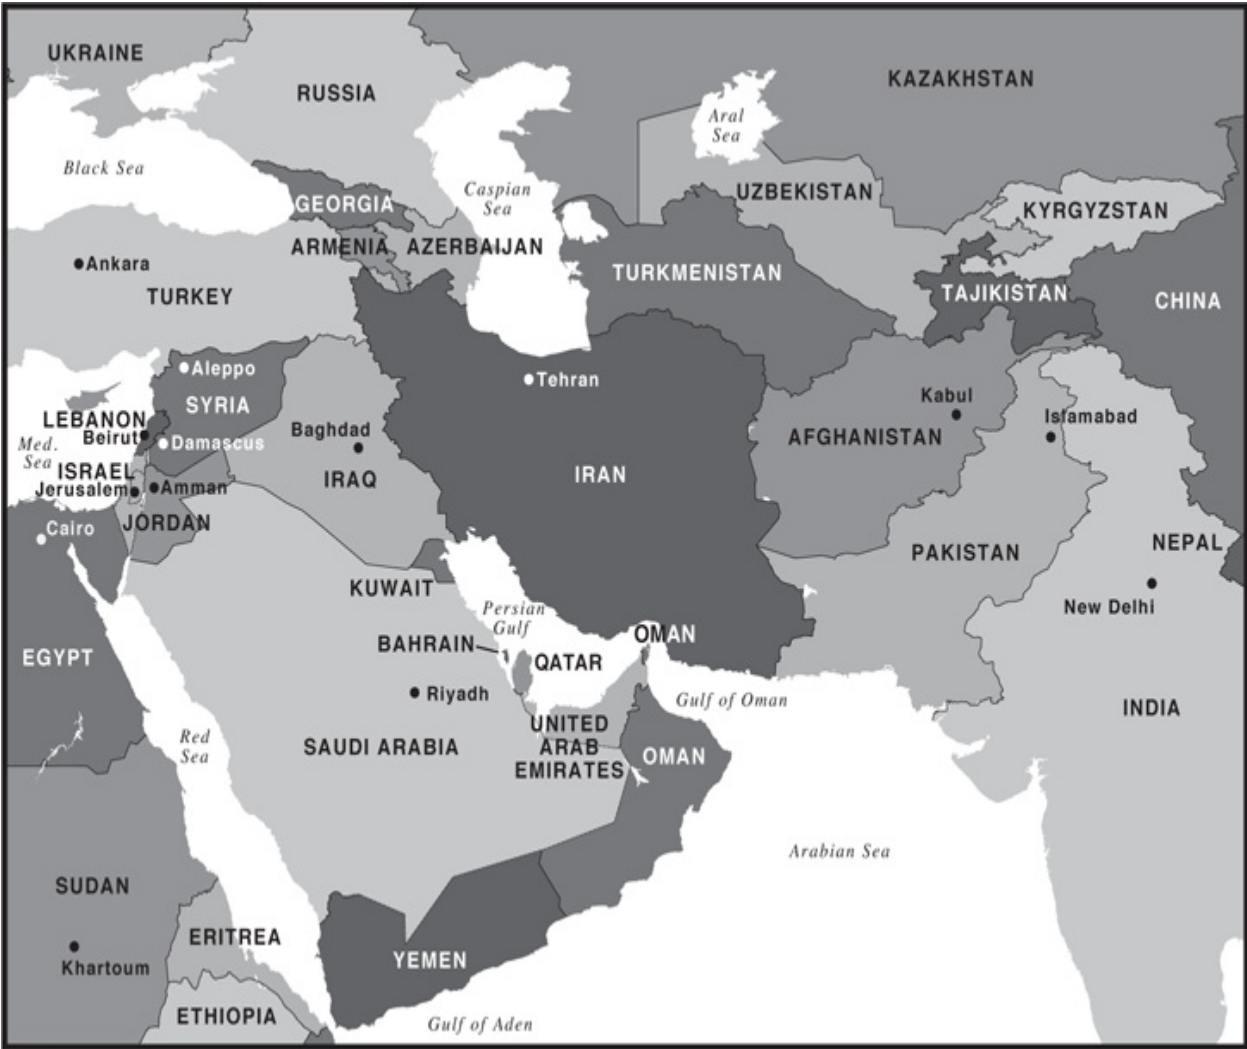 UKRAINE
RUSSIA
KAZAKHSTAN
Aral
Sea
Black Sea
Caspian
Sea
UZBEKISTAN
KYRGYZSTAN
GEORGIA
ARMENIA
AZERBAIJAN
Ankara
TURKMENISTAN
TAJIKISTAN
CHINA
TURKEY
Aleppo
Tehran
SYRIA
Kabul
LEBANON
Beirut
Damascus
Baghdad
Islamabad
AFGHANISTAN
Med.
Sea
ISRAEL
Jerusalem
Amman
IRAQ
IRAN
Cairo
JORDAN
PAKISTAN
NEPAL
KUWAIT
New Delhi
Persian
Gulf
OMAN
BAHRAIN
QATAR
EGYPT
Riyadh
Gulf of Oman
INDIA
Red
Sea
SAUDI ARABIA
UNITED
ARAB
EMIRATES
OMAN
Arabian Sea
SUDAN
ERITREA
Khartoum
YEMEN
ETHIOPIA
Gulf of Aden